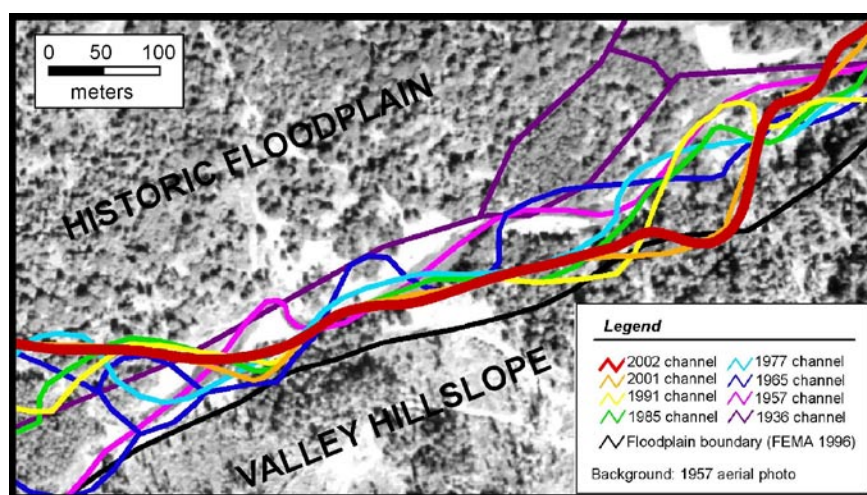 0 50 100
meters
HISTORIC FLOODPLAIN
VALLEY HILLSLOPE
Legend
2002 channel
2001 channel
1991 channel
1985 channel
1977 channel
1965 channel
1957 channel
1936 channel
Floodplain boundary (FEMA 1996)
Background: 1957 aerial photo